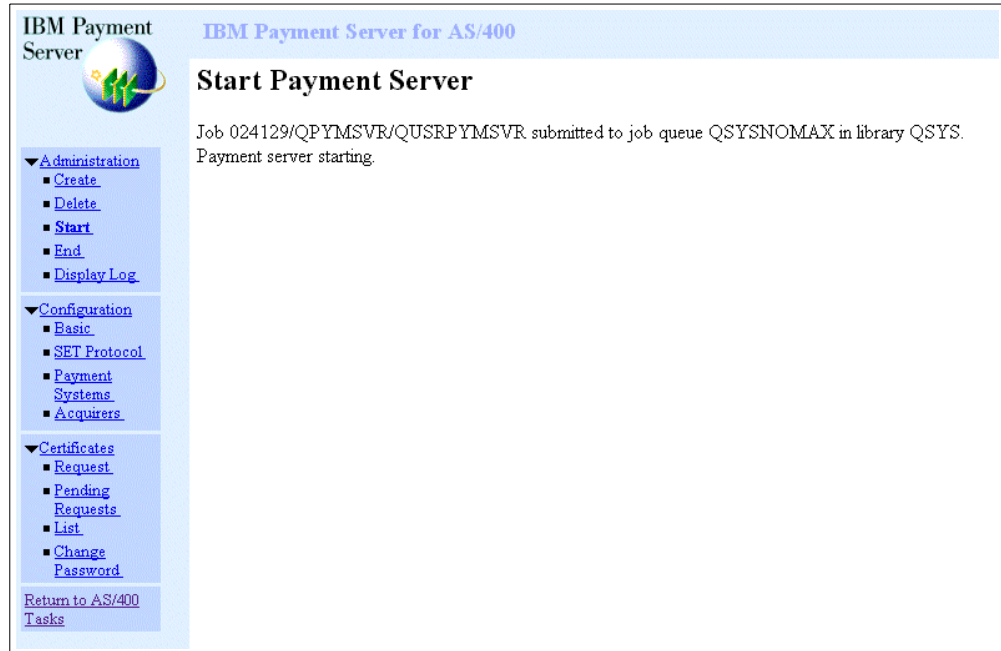 IBM Payment
Server
IBM Payment Server for AS/400
Start Payment Server
Job 024129/QPYMSVR/QUSRPYMSVR submitted to job queue QSYSNOMAX in library QSYS.
Payment server starting.
Administration
Create
Delete
Start
End
Display Log
Configuration
Basic
SET Protocol
Payment
Systems
Acquirers
Certificates
Request
Pending
Requests
List
Change
Password
Return to AS/400
Tasks